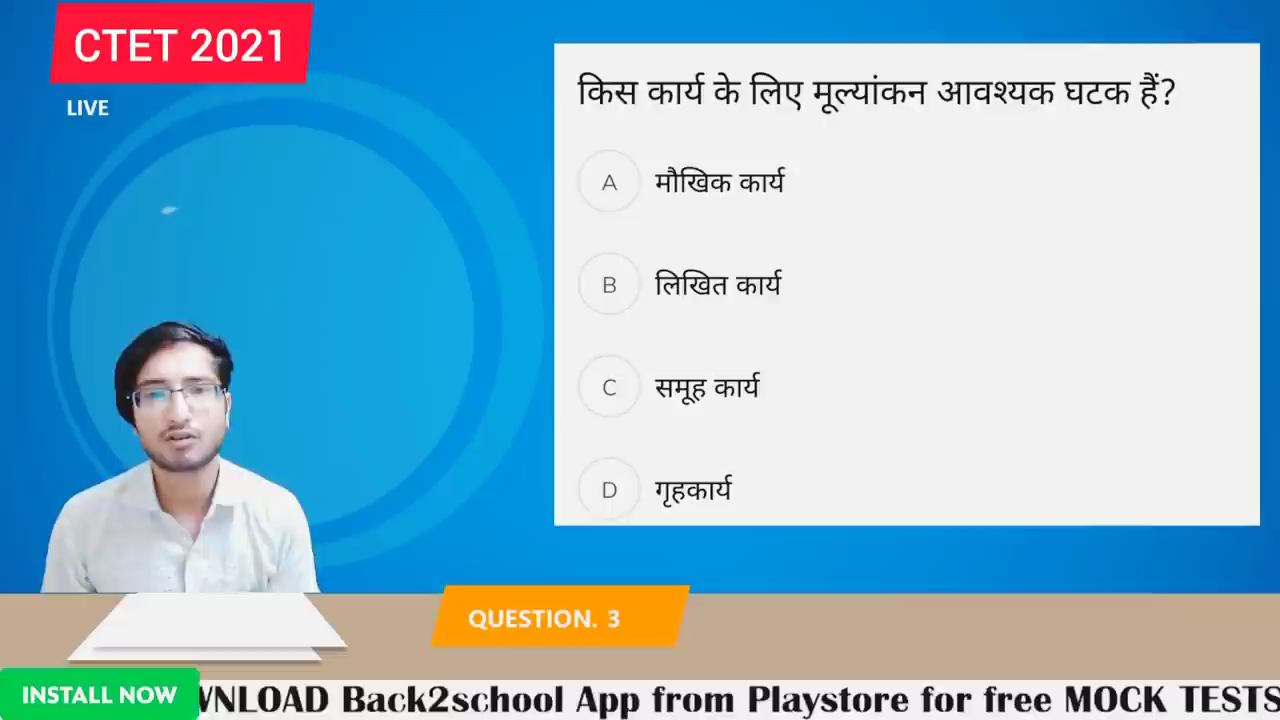 CTET 2021
LIVE
किस कार्य के लिए मूल्यांकन आवश्यक घटक हैं?
A मौखिक कार्य
B लिखित कार्य
C समूह कार्य
D गृहकार्य
QUESTION. 3
INSTALL NOW
WNLOAD Back2school App from Playstore for free MOCK TESTS